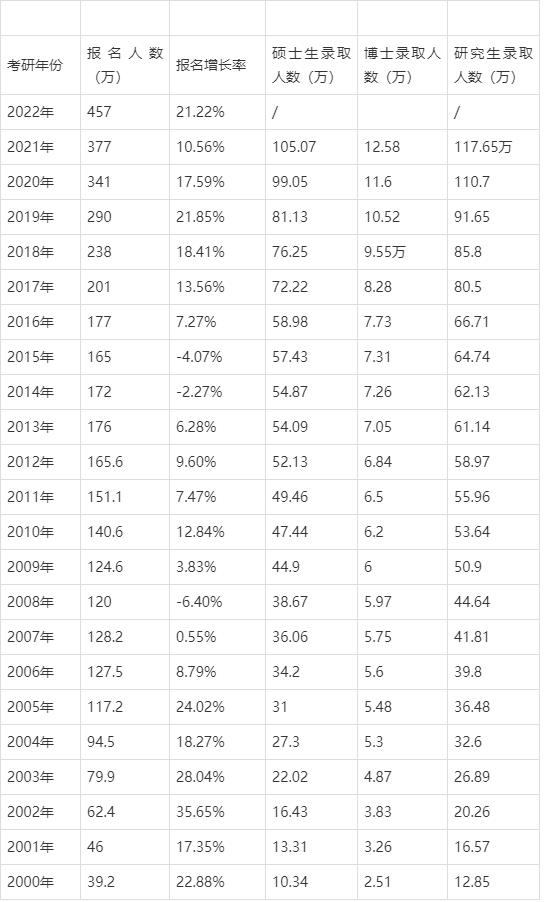 考研年份 报名人数（万） 报名增长率 硕士生录取人数（万） 博士录取人数（万） 研究生录取人数（万）
2022年 457 21.22% / /
2021年 377 10.56% 105.07 12.58 117.65万
2020年 341 17.59% 99.05 11.6 110.7
2019年 290 21.85% 81.13 10.52 91.65
2018年 238 18.41% 76.25 9.55万 85.8
2017年 201 13.56% 72.22 8.28 80.5
2016年 177 7.27% 58.98 7.73 66.71
2015年 165 -4.07% 57.43 7.31 64.74
2014年 172 -2.27% 54.87 7.26 62.13
2013年 176 6.28% 54.09 7.05 61.14
2012年 165.6 9.60% 52.13 6.84 58.97
2011年 151.1 7.47% 49.46 6.5 55.96
2010年 140.6 12.84% 47.44 6.2 53.64
2009年 124.6 3.83% 44.9 6 50.9
2008年 120 -6.40% 38.67 5.97 44.64
2007年 128.2 0.55% 36.06 5.75 41.81
2006年 127.5 8.79% 34.2 5.6 39.8
2005年 117.2 24.02% 31 5.48 36.48
2004年 94.5 18.27% 27.3 5.3 32.6
2003年 79.9 28.04% 22.02 4.87 26.89
2002年 62.4 35.65% 16.43 3.83 20.26
2001年 46 17.35% 13.31 3.26 16.57
2000年 39.2 22.88% 10.34 2.51 12.85